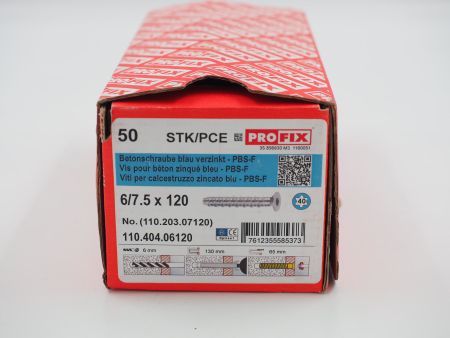 50 STK/PCE PROFIX
Betonschraube blau verzinkt - PBS-F
Vis pour béton zinqué bleu - PBS-F
Viti per calcestruzzo zincato blu - PBS-F
6/7.5 x 120
40
No. (110.203.07120)
110.404.06120
7612355585373
6 mm
130 mm
65 mm